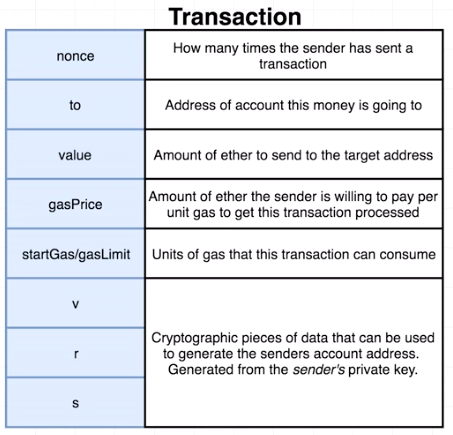 Transaction
nonce
How many times the sender has sent a
transaction
to
Address of account this money is going to
value
Amount of ether to send to the target address
gasPrice
Amount of ether the sender is willing to pay per
unit gas to get this transaction processed
startGas/gasLimit
Units of gas that this transaction can consume
v
r
s
Cryptographic pieces of data that can be used
to generate the senders account address.
Generated from the sender's private key.